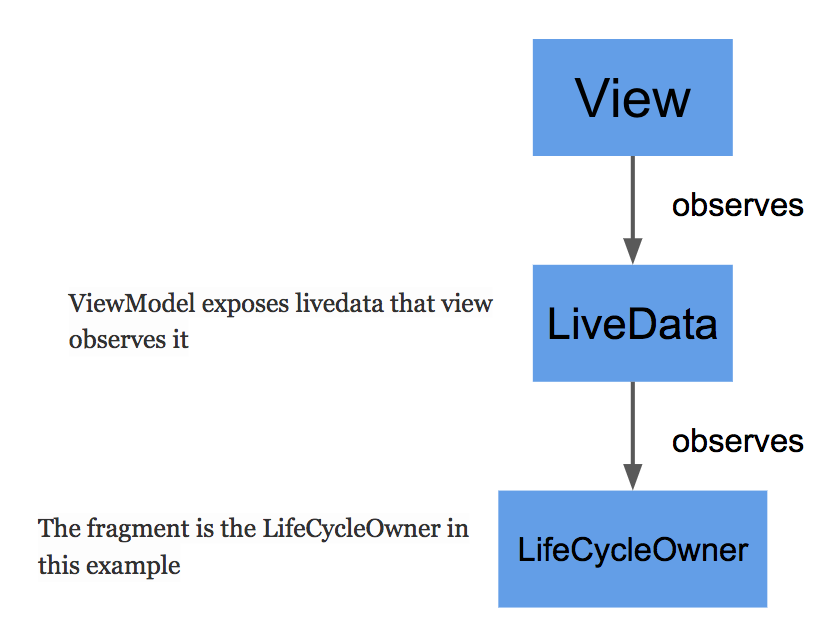 View
observes
ViewModel exposes livedata that view
observes it
LiveData
observes
The fragment is the LifeCycleOwner in
this example
LifeCycleOwner